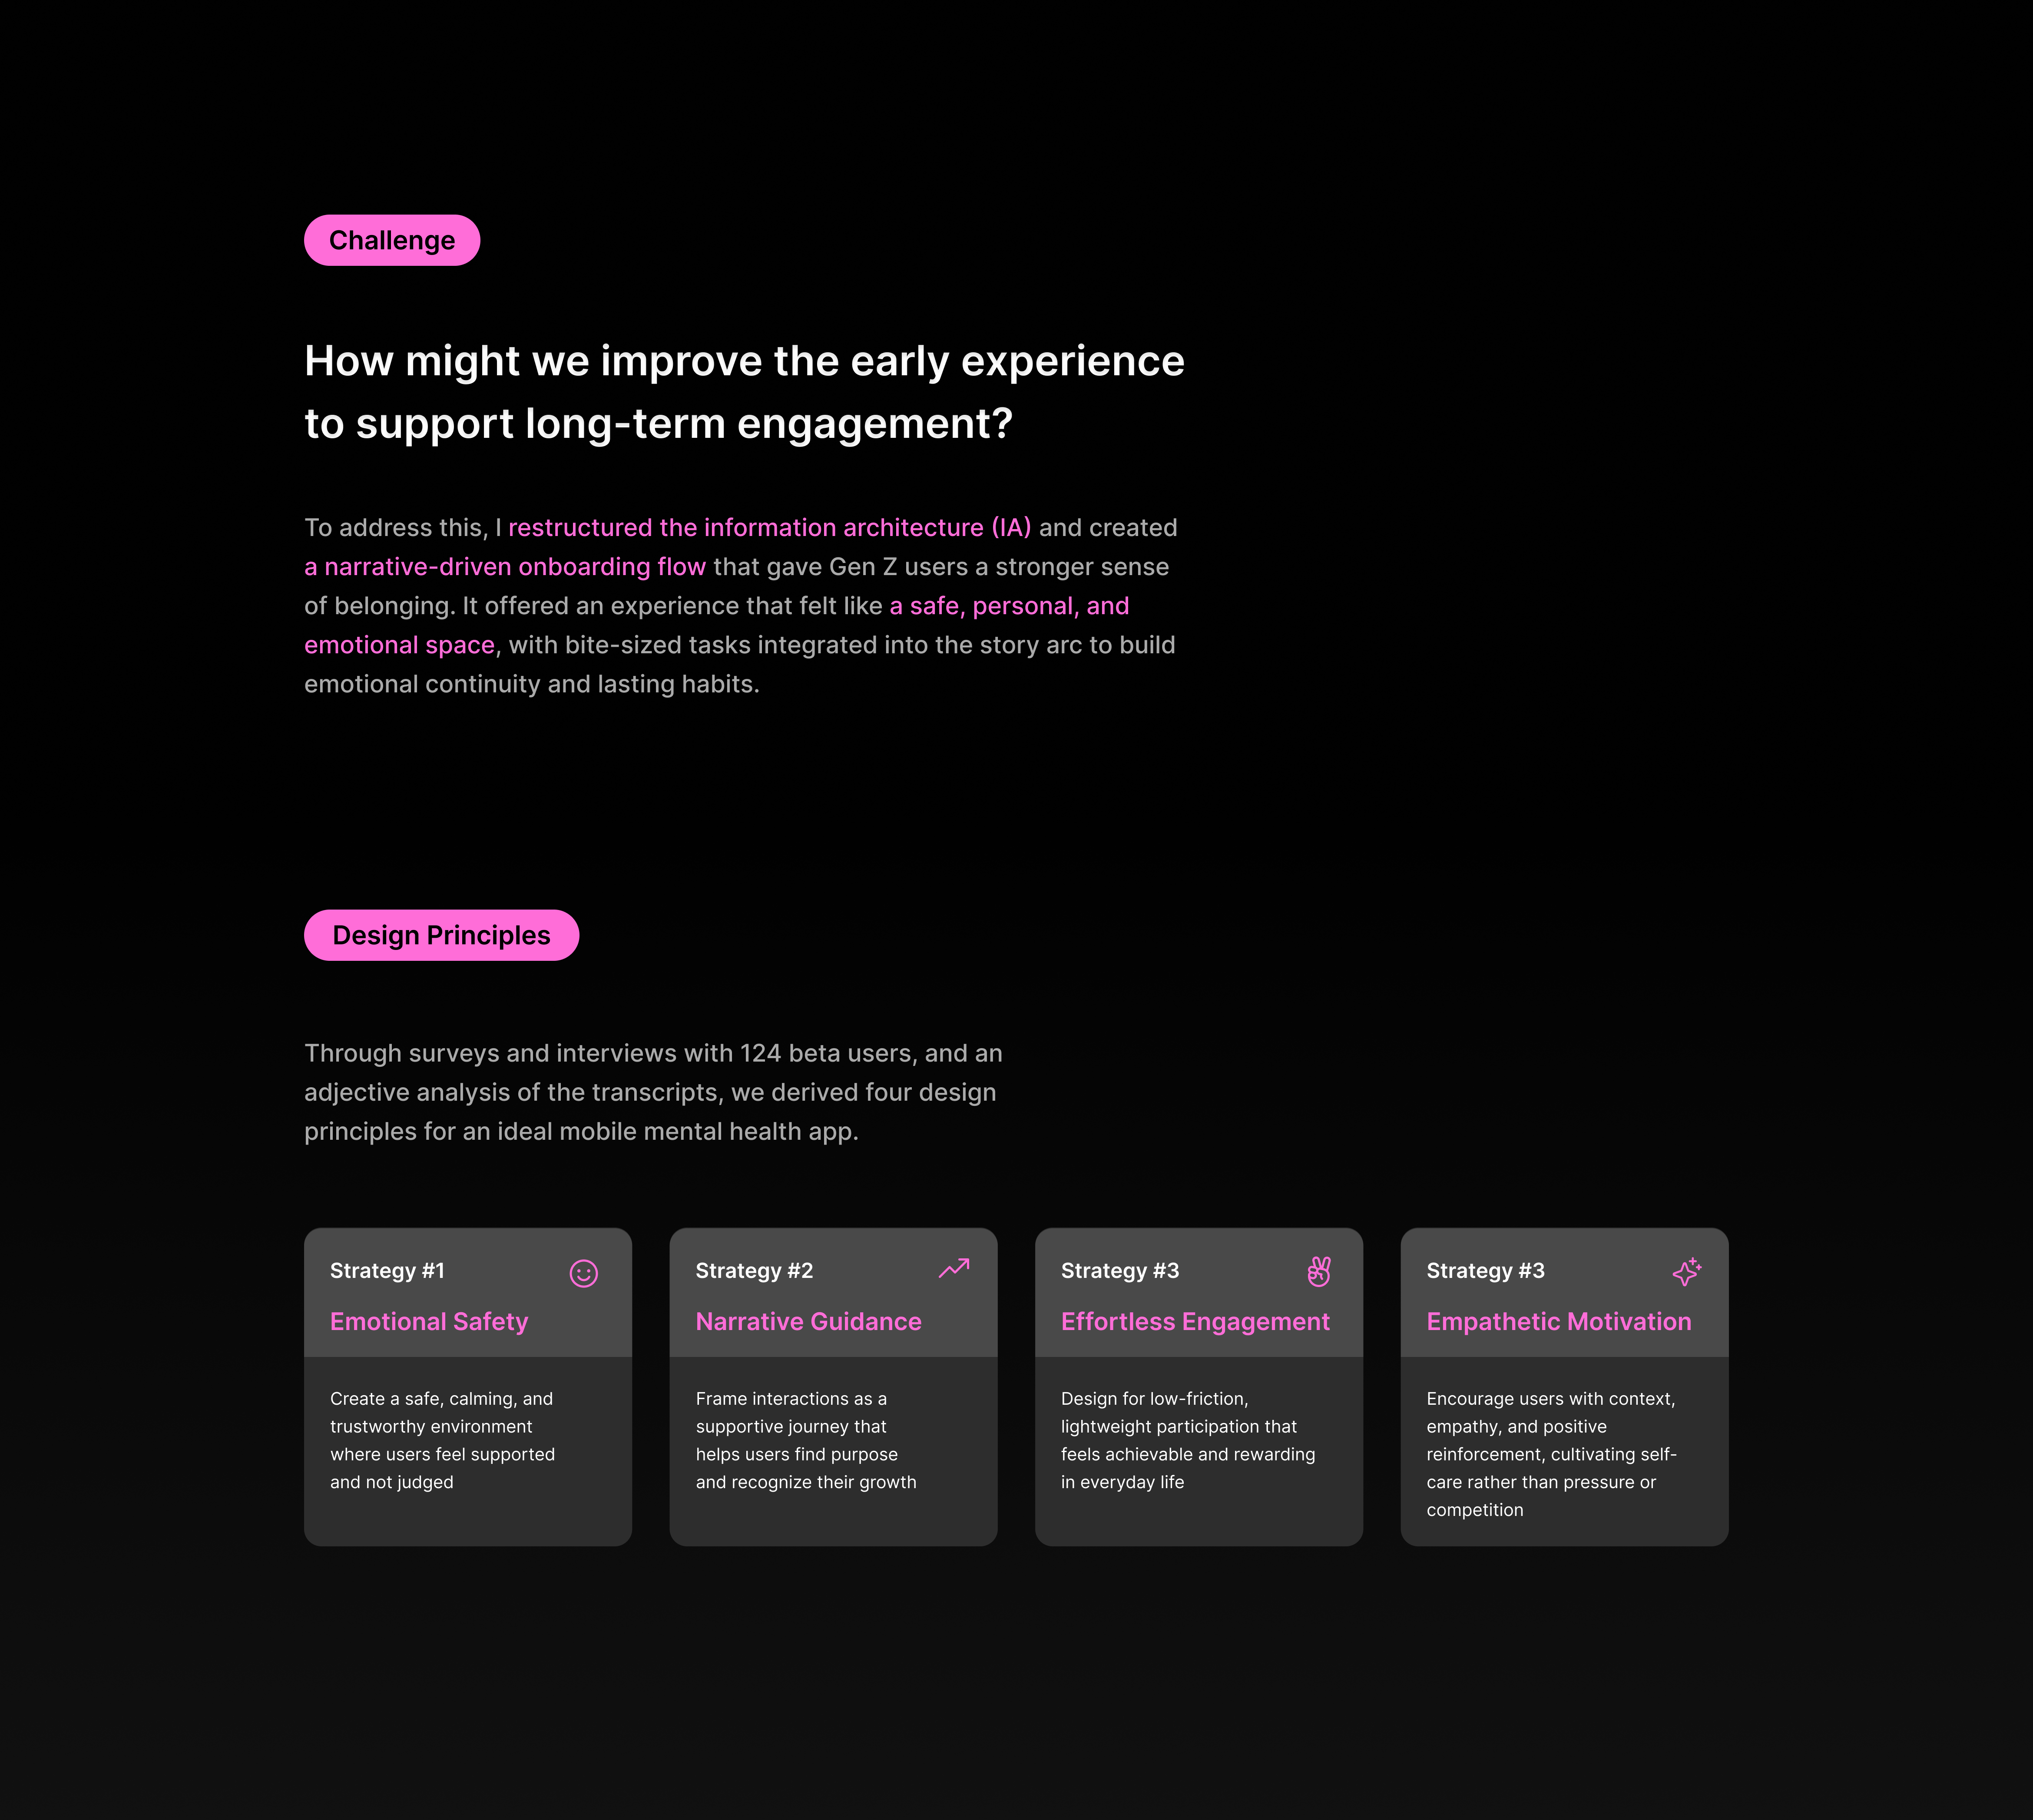 Challenge
How might we improve the early experience
to support long-term engagement?
To address this, I restructured the information architecture (IA) and created
a narrative-driven onboarding flow that gave Gen Z users a stronger sense
of belonging. It offered an experience that felt like a safe, personal, and
emotional space, with bite-sized tasks integrated into the story arc to build
emotional continuity and lasting habits.
Design Principles
Through surveys and interviews with 124 beta users, and an
adjective analysis of the transcripts, we derived four design
principles for an ideal mobile mental health app.
Strategy #1
Emotional Safety
Create a safe, calming, and
trustworthy environment
where users feel supported
and not judged
Strategy #2
Narrative Guidance
Frame interactions as a
supportive journey that
helps users find purpose
and recognize their growth
Strategy #3
Effortless Engagement
Design for low-friction,
lightweight participation that
feels achievable and rewarding
in everyday life
Strategy #3
Empathetic Motivation
Encourage users with context,
empathy, and positive
reinforcement, cultivating self-
care rather than pressure or
competition